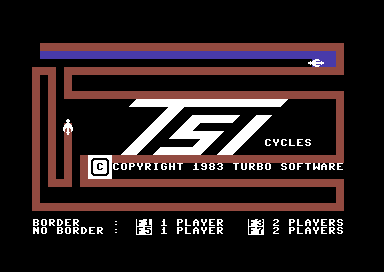 TSI
CYCLES
© COPYRIGHT 1983 TURBO SOFTWARE
BORDER : F1 1 PLAYER F3 2 PLAYERS
NO BORDER : F5 1 PLAYER F7 2 PLAYERS